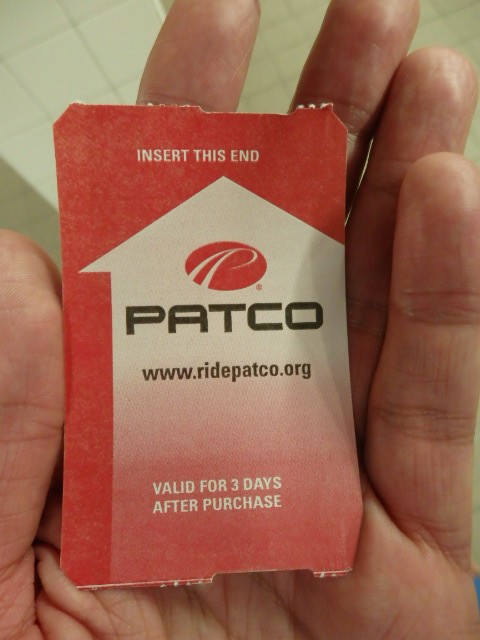 INSERT THIS END
PATCO
www.ridepatco.org
VALID FOR 3 DAYS
AFTER PURCHASE